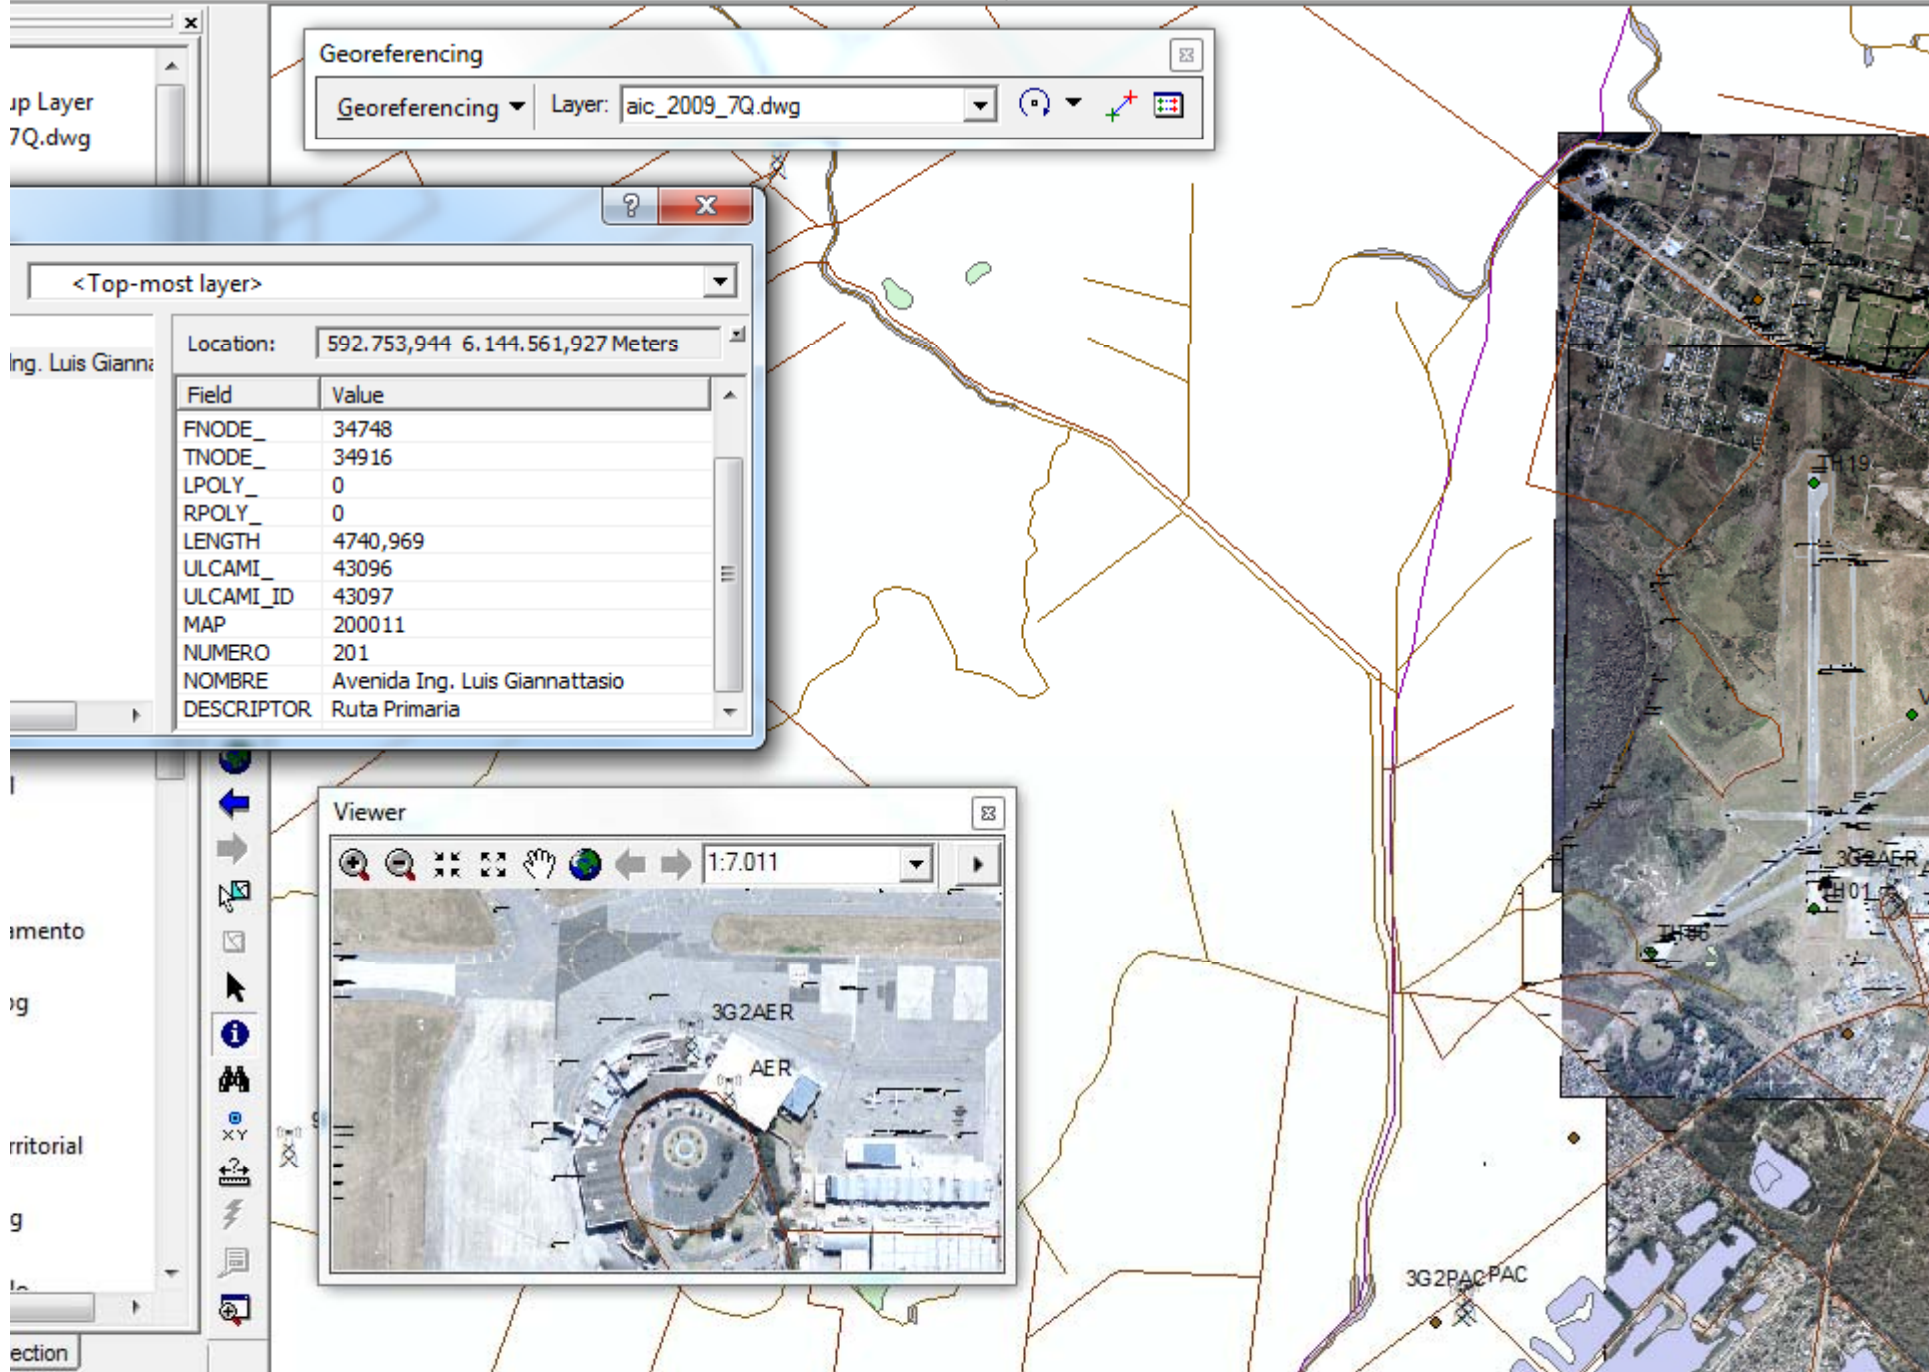 Georeferencing
Georeferencing
Layer:
aic_2009_7Q.dwg
up Layer
7Q.dwg
?
<Top-most layer>
Ing. Luis Gianna
Location:
592.753,944 6.144.561,927 Meters
Field Value
FNODE_ 34748
TNODE_ 34916
LPOLY_ 0
RPOLY_ 0
LENGTH 4740,969
ULCAMI_ 43096
ULCAMI_ID 43097
MAP 200011
NUMERO 201
NOMBRE Avenida Ing. Luis Giannattasio
DESCRIPTOR Ruta Primaria
Viewer
1:7.011
3G2AER
AER
amento
rritorial
XY
ection
TH19
3G2AER
TH01
TH06
3G2PAC
PAC